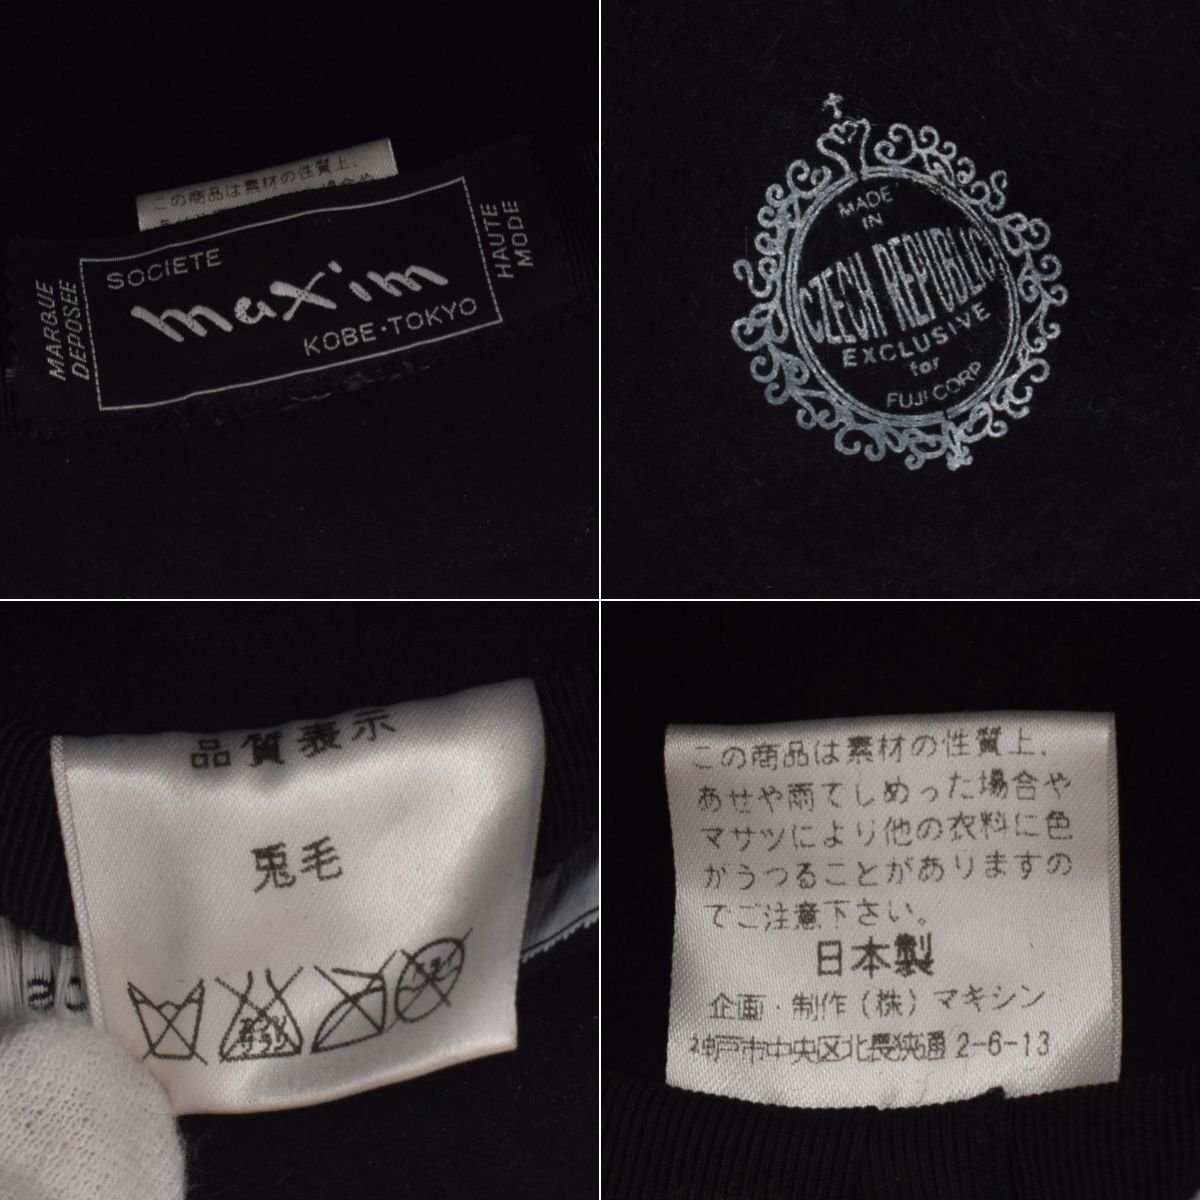 この商品は素材の性質上、
MARQUE
DEPOSEE
SOCIETE
max'im
KOBE・TOKYO
HAUTE
MODE
MADE
IN
CZECH REPUBLIC
EXCLUSIVE
for
FUJI CORP
品質表示
兎毛
この商品は素材の性質上、
あせや雨てしめった場合や
マサツにより他の衣料に色
がうつることがありますの
でご注意下さい。
日本製
企画・制作(株)マキシン
神戸市中央区北長狭通2-6-13